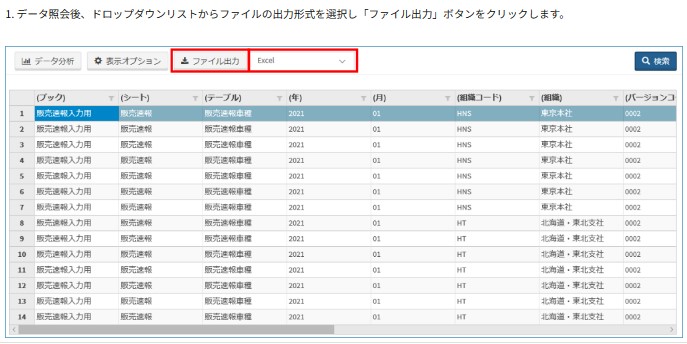 1. データ照会後、ドロップダウンリストからファイルの出力形式を選択し「ファイル出力」ボタンをクリックします。
データ分析 表示オプション ファイル出力 Excel 検索
(ブック) (シート) (テーブル) (年) (月) (組織コード) (組織) (バージョンコ
1 販売速報入力用 販売速報 販売速報車種 2021 01 HNS 東京本社 0002
2 販売速報入力用 販売速報 販売速報車種 2021 01 HNS 東京本社 0002
3 販売速報入力用 販売速報 販売速報車種 2021 01 HNS 東京本社 0002
4 販売速報入力用 販売速報 販売速報車種 2021 01 HNS 東京本社 0002
5 販売速報入力用 販売速報 販売速報車種 2021 01 HNS 東京本社 0002
6 販売速報入力用 販売速報 販売速報車種 2021 01 HNS 東京本社 0002
7 販売速報入力用 販売速報 販売速報車種 2021 01 HNS 東京本社 0002
8 販売速報入力用 販売速報 販売速報車種 2021 01 HT 北海道・東北支社 0002
9 販売速報入力用 販売速報 販売速報車種 2021 01 HT 北海道・東北支社 0002
10 販売速報入力用 販売速報 販売速報車種 2021 01 HT 北海道・東北支社 0002
11 販売速報入力用 販売速報 販売速報車種 2021 01 HT 北海道・東北支社 0002
12 販売速報入力用 販売速報 販売速報車種 2021 01 HT 北海道・東北支社 0002
13 販売速報入力用 販売速報 販売速報車種 2021 01 HT 北海道・東北支社 0002
14 販売速報入力用 販売速報 販売速報車種 2021 01 HT 北海道・東北支社 0002